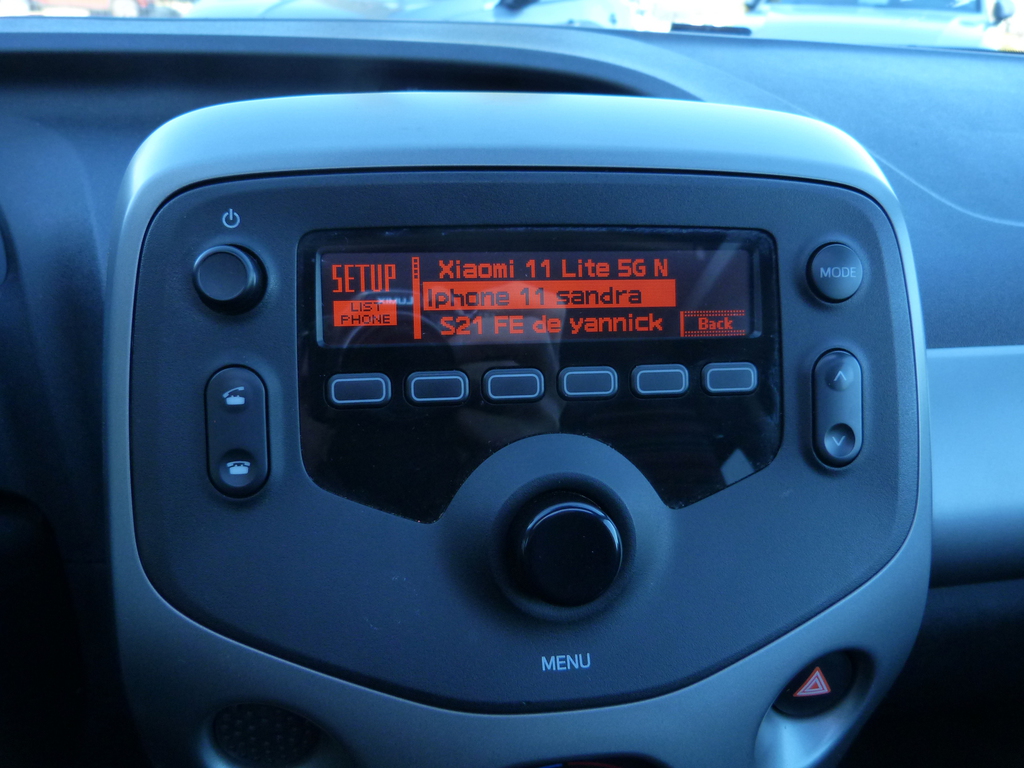 SETUP
LIST
PHONE
Xiaomi 11 Lite 5G N
Iphone 11 sandra
S21 FE de yannick
Back
MODE
MENU